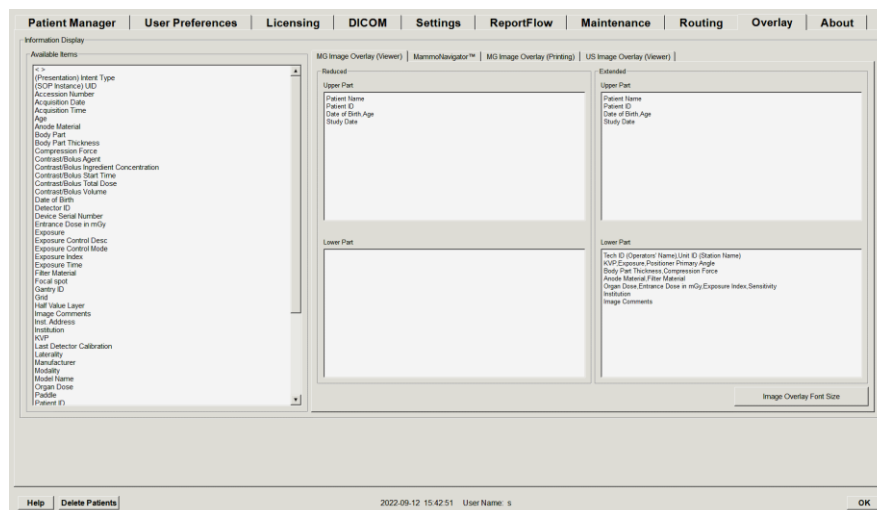 Patient Manager User Preferences Licensing DICOM Settings ReportFlow Maintenance Routing Overlay About
Information Display
Available Items
< >
(Presentation) Intent Type
(SOP Instance) UID
Accession Number
Acquisition Date
Acquisition Time
Age
Anode Material
Body Part
Body Part Thickness
Compression Force
Contrast/Bolus Agent
Contrast/Bolus Ingredient Concentration
Contrast/Bolus Start Time
Contrast/Bolus Total Dose
Contrast/Bolus Volume
Date of Birth
Detector ID
Device Serial Number
Entrance Dose in mGy
Exposure
Exposure Control Desc
Exposure Control Mode
Exposure Index
Exposure Time
Filter Material
Focal spot
Gantry ID
Grid
Half Value Layer
Image Comments
Inst. Address
Institution
KVP
Last Detector Calibration
Laterality
Manufacturer
Modality
Model Name
Organ Dose
Paddle
Patient ID
MG Image Overlay (Viewer) MammoNavigator™ MG Image Overlay (Printing) US Image Overlay (Viewer)
Reduced
Upper Part
Patient Name
Patient ID
Date of Birth,Age
Study Date
Lower Part
Extended
Upper Part
Patient Name
Patient ID
Date of Birth,Age
Study Date
Lower Part
Tech ID (Operators' Name),Unit ID (Station Name)
KVP,Exposure,Positioner Primary Angle
Body Part Thickness,Compression Force
Anode Material,Filter Material
Organ Dose,Entrance Dose in mGy,Exposure Index,Sensitivity
Institution
Image Comments
Image Overlay Font Size
Help Delete Patients 2022-09-12 15:42:51 User Name: s OK